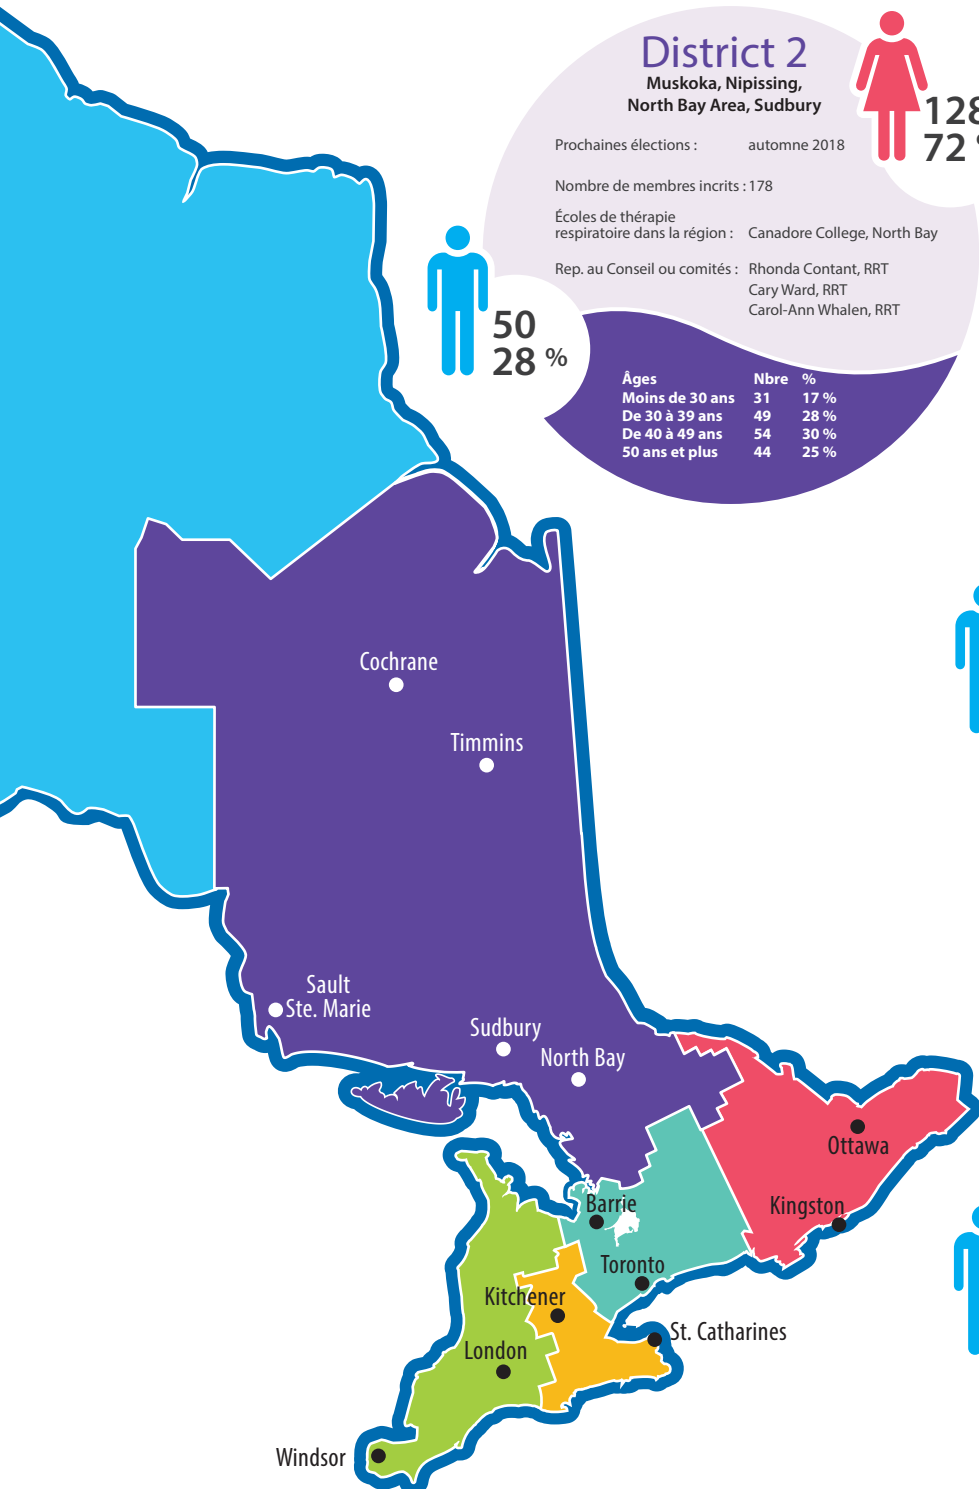 District 2
Muskoka, Nipissing,
North Bay Area, Sudbury
Prochaines élections : automne 2018
Nombre de membres incrits : 178
Écoles de thérapie
respiratoire dans la région : Canadore College, North Bay
Rep. au Conseil ou comités : Rhonda Contant, RRT
Cary Ward, RRT
Carol-Ann Whalen, RRT
128
72
50
28 %
Âges Nbre %
Moins de 30 ans 31 17 %
De 30 à 39 ans 49 28 %
De 40 à 49 ans 54 30 %
50 ans et plus 44 25 %
Cochrane
Timmins
Sault
Ste. Marie
Sudbury
North Bay
Ottawa
Kingston
Barrie
Toronto
Kitchener
St. Catharines
London
Windsor